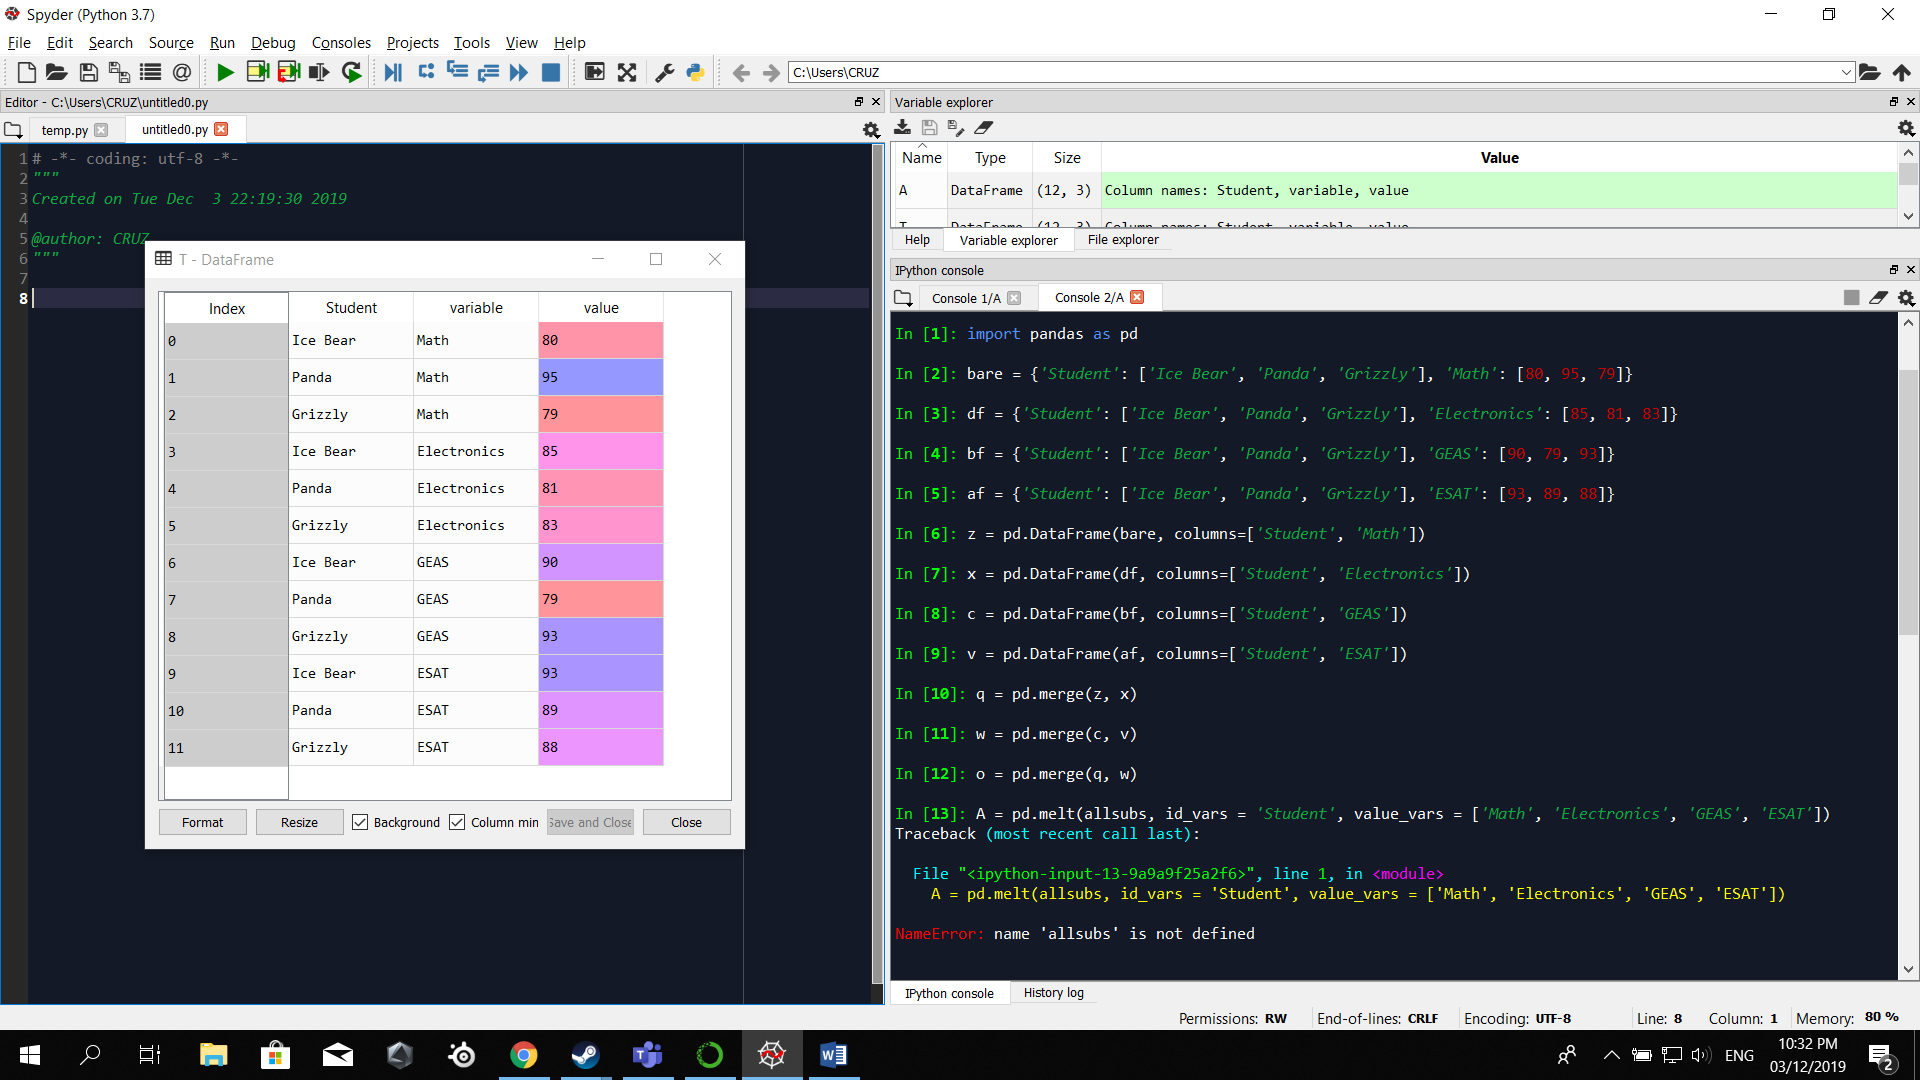 Spyder (Python 3.7)
File Edit Search Source Run Debug Consoles Projects Tools View Help
C:\Users\CRUZ
Editor - C:\Users\CRUZ\untitled0.py
temp.py untitled0.py
1 # -*- coding: utf-8 -*-
2 """
3 Created on Tue Dec  3 22:19:30 2019
4
5 @author: CRUZ
6 """
7
8
T - DataFrame
Index Student variable value
0 Ice Bear Math 80
1 Panda Math 95
2 Grizzly Math 79
3 Ice Bear Electronics 85
4 Panda Electronics 81
5 Grizzly Electronics 83
6 Ice Bear GEAS 90
7 Panda GEAS 79
8 Grizzly GEAS 93
9 Ice Bear ESAT 93
10 Panda ESAT 89
11 Grizzly ESAT 88
Format Resize Background Column min Save and Close Close
Variable explorer
Name Type Size Value
A DataFrame (12, 3) Column names: Student, variable, value
T DataFrame (12, 3) Column names: Student, variable, value
Help Variable explorer File explorer
IPython console
Console 1/A Console 2/A
In [1]: import pandas as pd
In [2]: bare = {'Student': ['Ice Bear', 'Panda', 'Grizzly'], 'Math': [80, 95, 79]}
In [3]: df = {'Student': ['Ice Bear', 'Panda', 'Grizzly'], 'Electronics': [85, 81, 83]}
In [4]: bf = {'Student': ['Ice Bear', 'Panda', 'Grizzly'], 'GEAS': [90, 79, 93]}
In [5]: af = {'Student': ['Ice Bear', 'Panda', 'Grizzly'], 'ESAT': [93, 89, 88]}
In [6]: z = pd.DataFrame(bare, columns=['Student', 'Math'])
In [7]: x = pd.DataFrame(df, columns=['Student', 'Electronics'])
In [8]: c = pd.DataFrame(bf, columns=['Student', 'GEAS'])
In [9]: v = pd.DataFrame(af, columns=['Student', 'ESAT'])
In [10]: q = pd.merge(z, x)
In [11]: w = pd.merge(c, v)
In [12]: o = pd.merge(q, w)
In [13]: A = pd.melt(allsubs, id_vars = 'Student', value_vars = ['Math', 'Electronics', 'GEAS', 'ESAT'])
Traceback (most recent call last):
File "<ipython-input-13-9a9a9f25a2f6>", line 1, in <module>
A = pd.melt(allsubs, id_vars = 'Student', value_vars = ['Math', 'Electronics', 'GEAS', 'ESAT'])
NameError: name 'allsubs' is not defined
IPython console History log
Permissions: RW End-of-lines: CRLF Encoding: UTF-8 Line: 8 Column: 1 Memory: 80 %
ENG 10:32 PM
03/12/2019 2